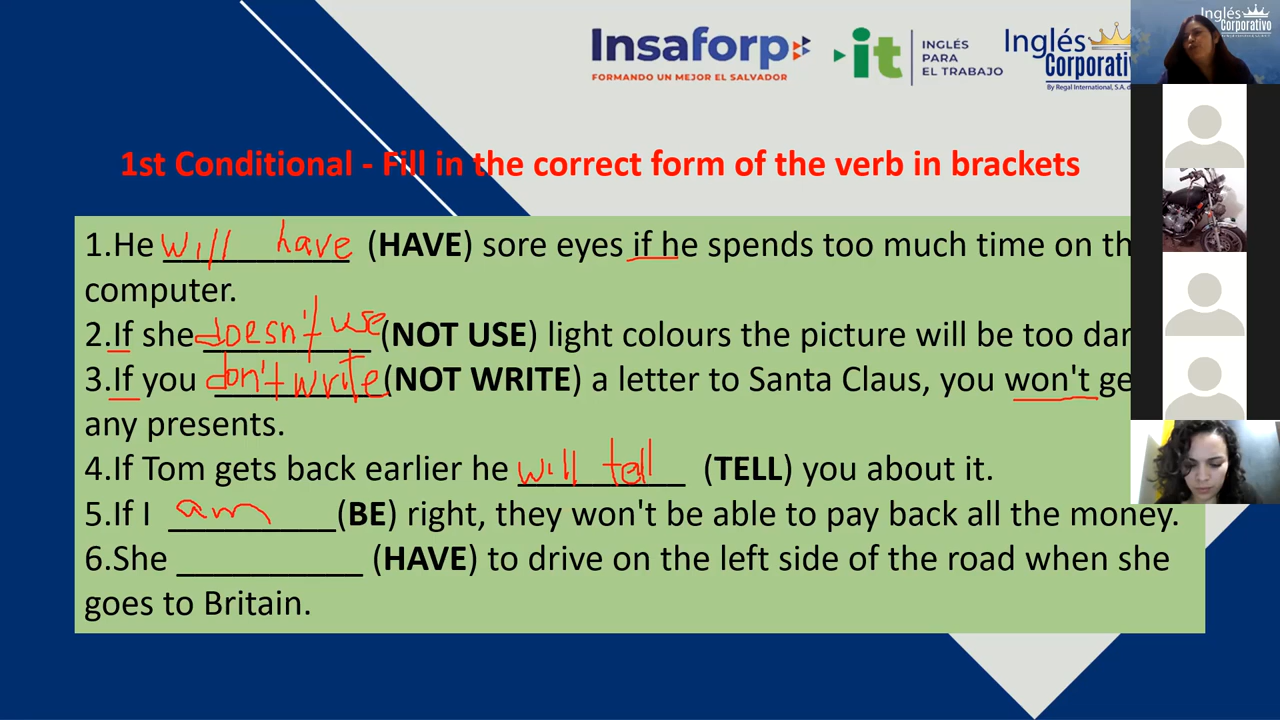 Insaforp
FORMANDO UN MEJOR EL SALVADOR
it
INGLÉS
PARA
EL TRABAJO
Inglés
Corporativ
By Regal International, S.A. d
Inglés
Corporativo
1st Conditional - Fill in the correct form of the verb in brackets
1.He will have (HAVE) sore eyes if he spends too much time on th
computer.
2.If she doesn't use (NOT USE) light colours the picture will be too dar
3.If you don't write (NOT WRITE) a letter to Santa Claus, you won't ge
any presents.
4.If Tom gets back earlier he will tell (TELL) you about it.
5.If I am (BE) right, they won't be able to pay back all the money.
6.She __________ (HAVE) to drive on the left side of the road when she
goes to Britain.